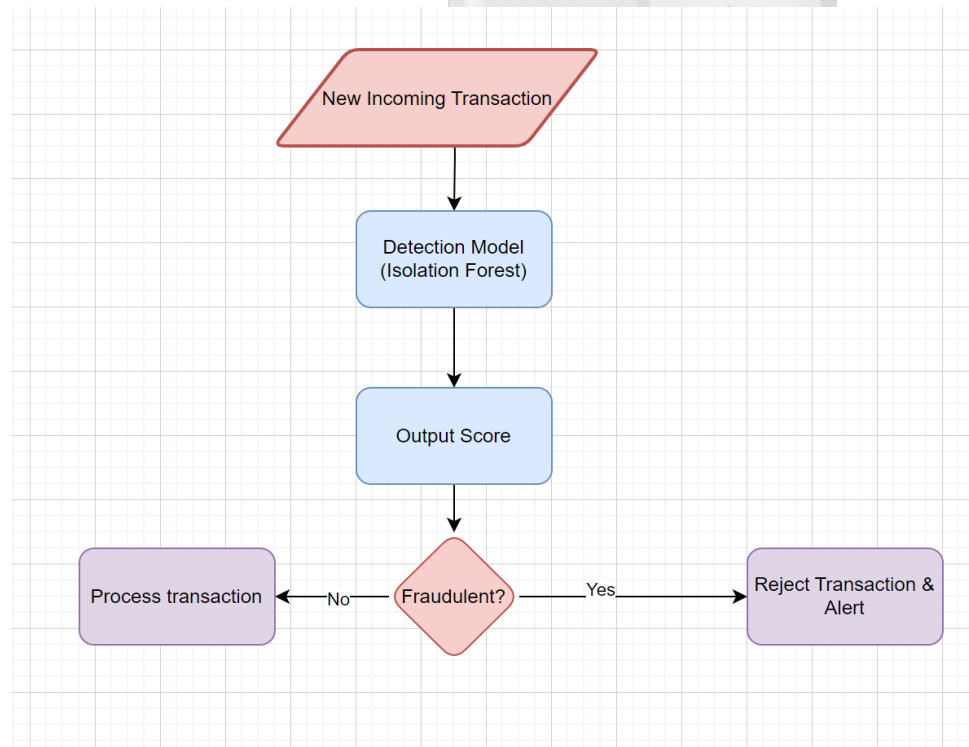 New Incoming Transaction
Detection Model
(Isolation Forest)
Output Score
Process transaction
No
Fraudulent?
Yes
Reject Transaction &
Alert